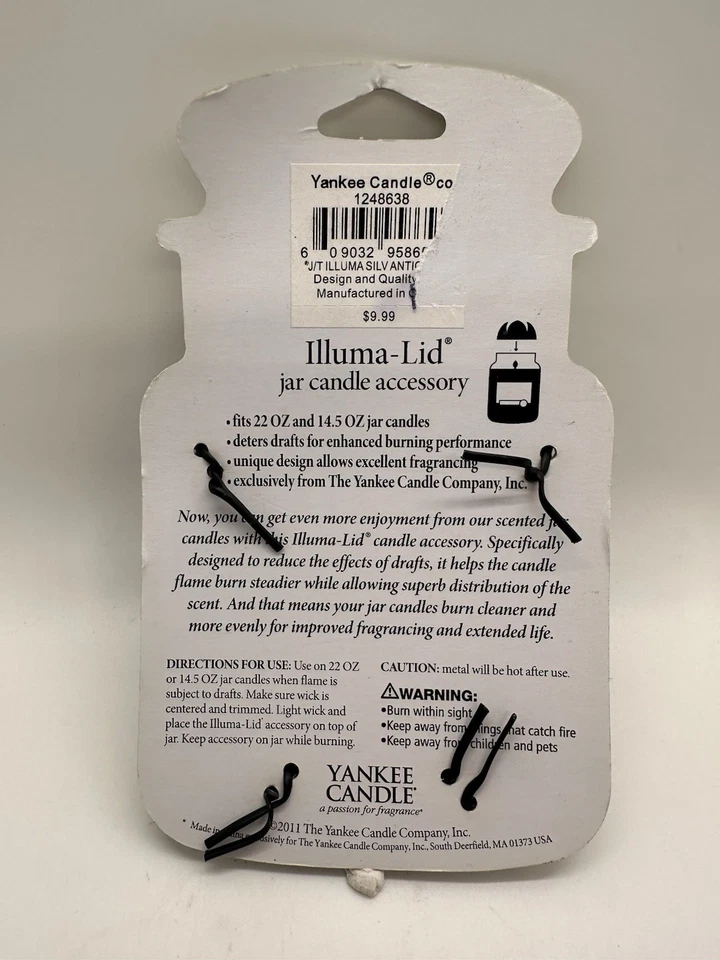 Yankee Candle®co
1248638
6 0 9032 9586
*J/T ILLUMA SILV ANTIC
Design and Quality
Manufactured in
$9.99
Illuma-Lid®
jar candle accessory
• fits 22 OZ and 14.5 OZ jar candles
• deters drafts for enhanced burning performance
• unique design allows excellent fragrancing
• exclusively from The Yankee Candle Company, Inc.
Now, you can get even more enjoyment from our scented jar
candles with this Illuma-Lid® candle accessory. Specifically
designed to reduce the effects of drafts, it helps the candle
flame burn steadier while allowing superb distribution of the
scent. And that means your jar candles burn cleaner and
more evenly for improved fragrancing and extended life.
DIRECTIONS FOR USE: Use on 22 OZ
or 14.5 OZ jar candles when flame is
subject to drafts. Make sure wick is
centered and trimmed. Light wick and
place the Illuma-Lid® accessory on top of
jar. Keep accessory on jar while burning.
CAUTION: metal will be hot after use.
⚠WARNING:
•Burn within sight
•Keep away from things that catch fire
•Keep away from children and pets
YANKEE
CANDLE®
a passion for fragrance®
©2011 The Yankee Candle Company, Inc.
* Made in China exclusively for The Yankee Candle Company, Inc., South Deerfield, MA 01373 USA